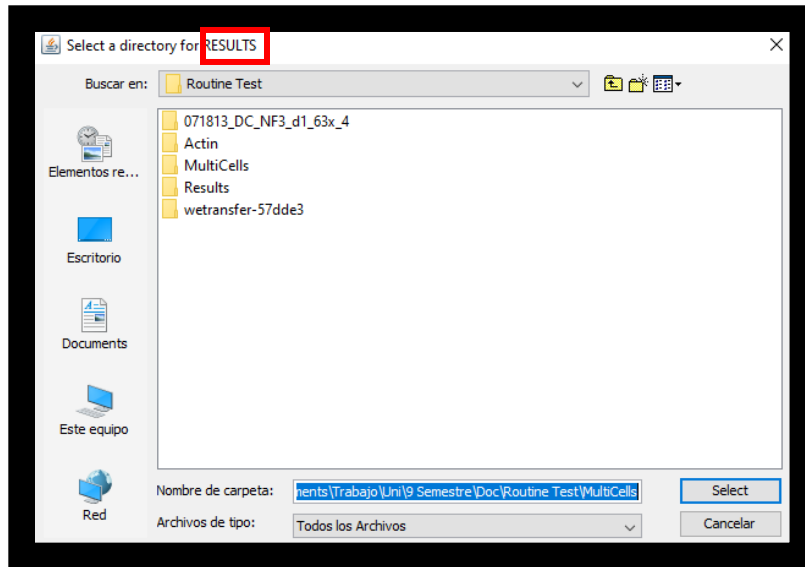 Select a directory for RESULTS
Buscar en: Routine Test
071813_DC_NF3_d1_63x_4
Actin
MultiCells
Results
wetransfer-57dde3
Elementos re...
Escritorio
Documents
Este equipo
Red
Nombre de carpeta: ments\Trabajo\Uni\9 Semestre\Doc\Routine Test\MultiCells Select
Archivos de tipo: Todos los Archivos Cancelar